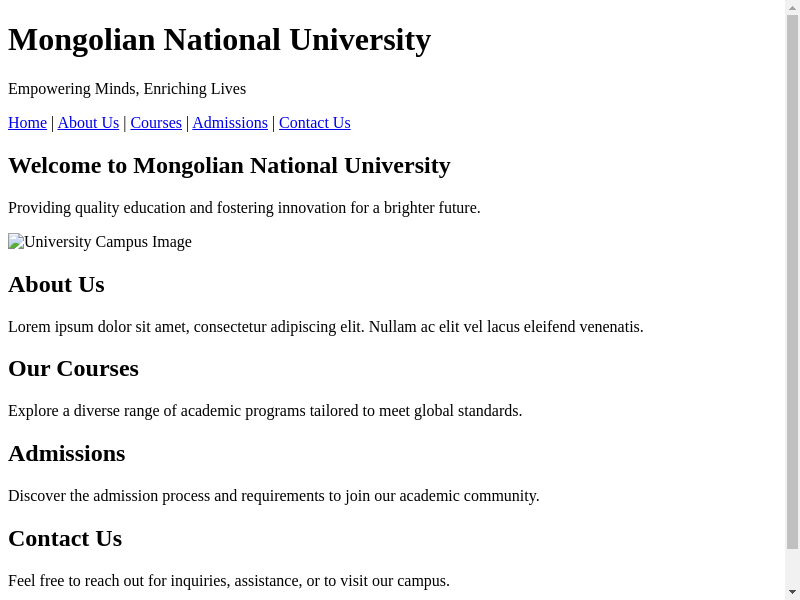 Mongolian National University
Empowering Minds, Enriching Lives
Home | About Us | Courses | Admissions | Contact Us
Welcome to Mongolian National University
Providing quality education and fostering innovation for a brighter future.
University Campus Image
About Us
Lorem ipsum dolor sit amet, consectetur adipiscing elit. Nullam ac elit vel lacus eleifend venenatis.
Our Courses
Explore a diverse range of academic programs tailored to meet global standards.
Admissions
Discover the admission process and requirements to join our academic community.
Contact Us
Feel free to reach out for inquiries, assistance, or to visit our campus.